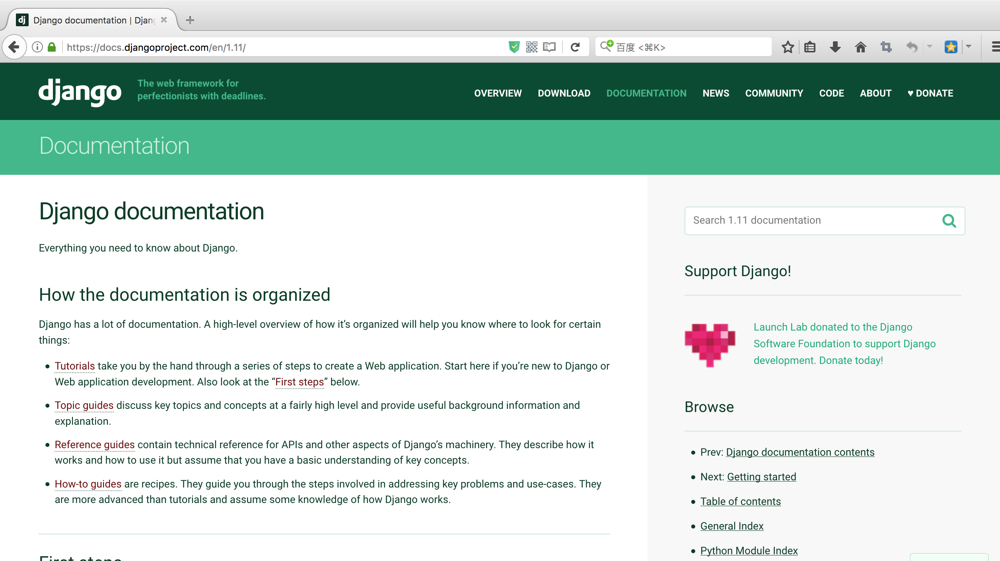 dj Django documentation | Djang
https://docs.djangoproject.com/en/1.11/
百度 <⌘K>
django
The web framework for
perfectionists with deadlines.
OVERVIEW DOWNLOAD DOCUMENTATION NEWS COMMUNITY CODE ABOUT ♥ DONATE
Documentation
Django documentation
Everything you need to know about Django.
How the documentation is organized
Django has a lot of documentation. A high-level overview of how it’s organized will help you know where to look for certain
things:
• Tutorials take you by the hand through a series of steps to create a Web application. Start here if you’re new to Django or
Web application development. Also look at the “First steps” below.
• Topic guides discuss key topics and concepts at a fairly high level and provide useful background information and
explanation.
• Reference guides contain technical reference for APIs and other aspects of Django’s machinery. They describe how it
works and how to use it but assume that you have a basic understanding of key concepts.
• How-to guides are recipes. They guide you through the steps involved in addressing key problems and use-cases. They
are more advanced than tutorials and assume some knowledge of how Django works.
First steps
Search 1.11 documentation
Support Django!
Launch Lab donated to the Django
Software Foundation to support Django
development. Donate today!
Browse
• Prev: Django documentation contents
• Next: Getting started
• Table of contents
• General Index
• Python Module Index